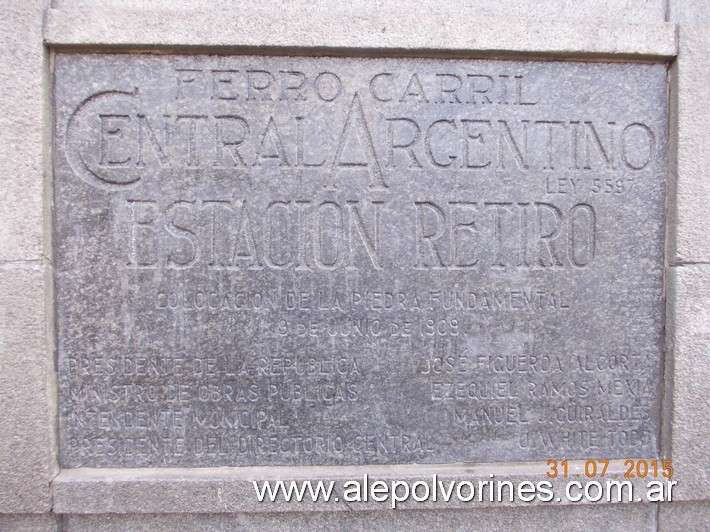 FERRO CARRIL
CENTRAL ARGENTINO
LEY 5597
ESTACION RETIRO
COLOCACION DE LA PIEDRA FUNDAMENTAL
9 DE JUNIO DE 1909
PRESIDENTE DE LA REPUBLICA JOSE FIGUEROA ALCORTA
MINISTRO DE OBRAS PUBLICAS EZEQUIEL RAMOS MEXIA
INTENDENTE MUNICIPAL MANUEL J. GUIRALDES
PRESIDENTE DEL DIRECTORIO CENTRAL J. WHITE TODD
31.07.2015
www.alepolvorines.com.ar